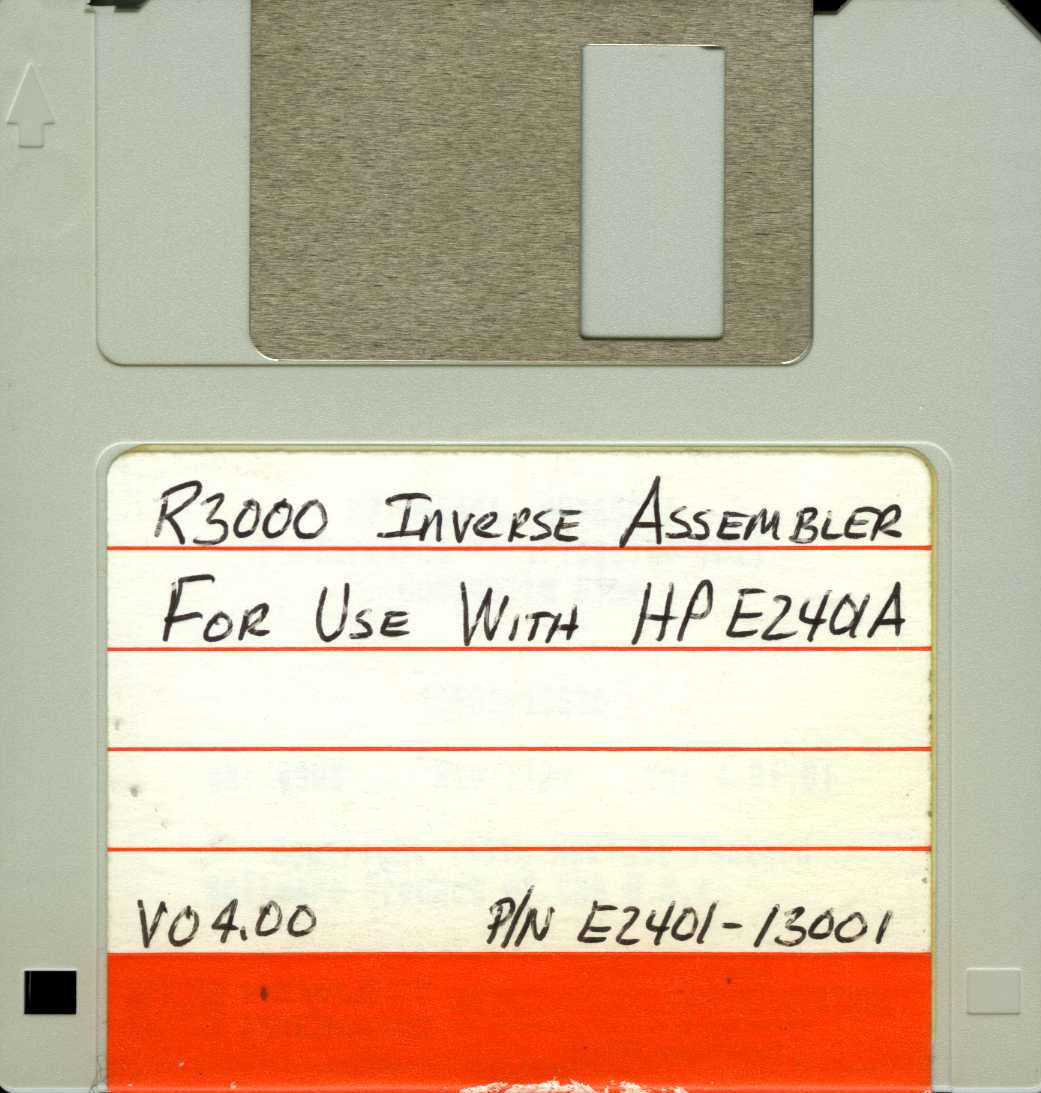 R3000 Inverse Assembler
For Use With HP E2401A
V04.00 P/N E2401-13001